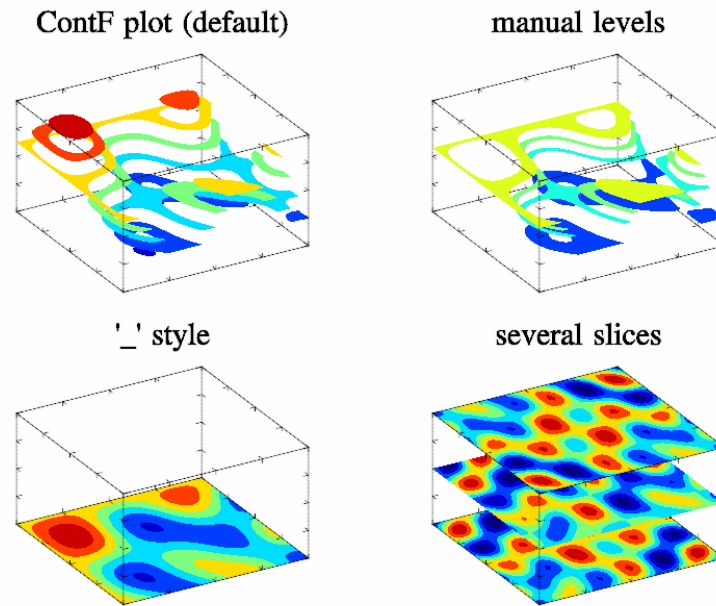 ContF plot (default)
manual levels
'_' style
several slices